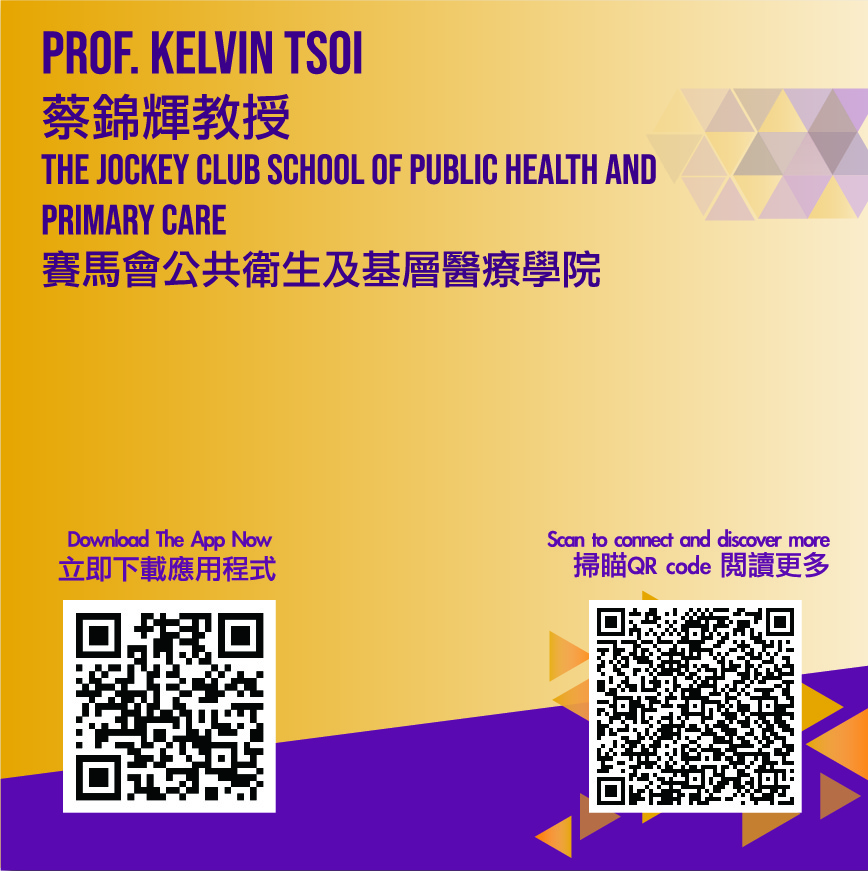 PROF. KELVIN TSOI
蔡錦輝教授
THE JOCKEY CLUB SCHOOL OF PUBLIC HEALTH AND
PRIMARY CARE
賽馬會公共衛生及基層醫療學院
Download The App Now
立即下載應用程式
Scan to connect and discover more
掃瞄QR code 閱讀更多